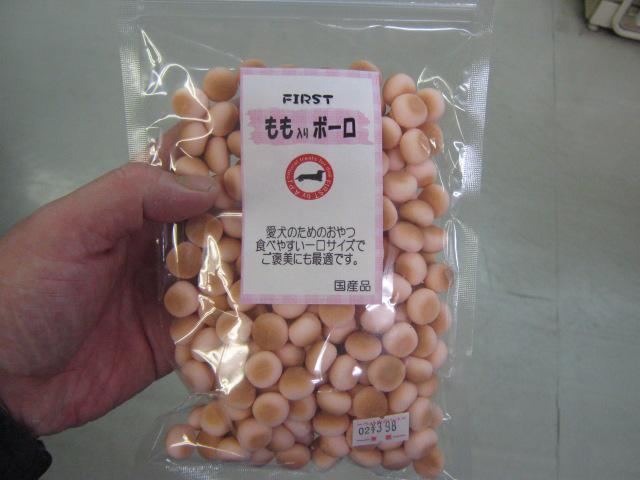 FIRST
もも入りボーロ
愛犬のためのおやつ
食べやすい一口サイズで
ご褒美にも最適です。
国産品
02¥398